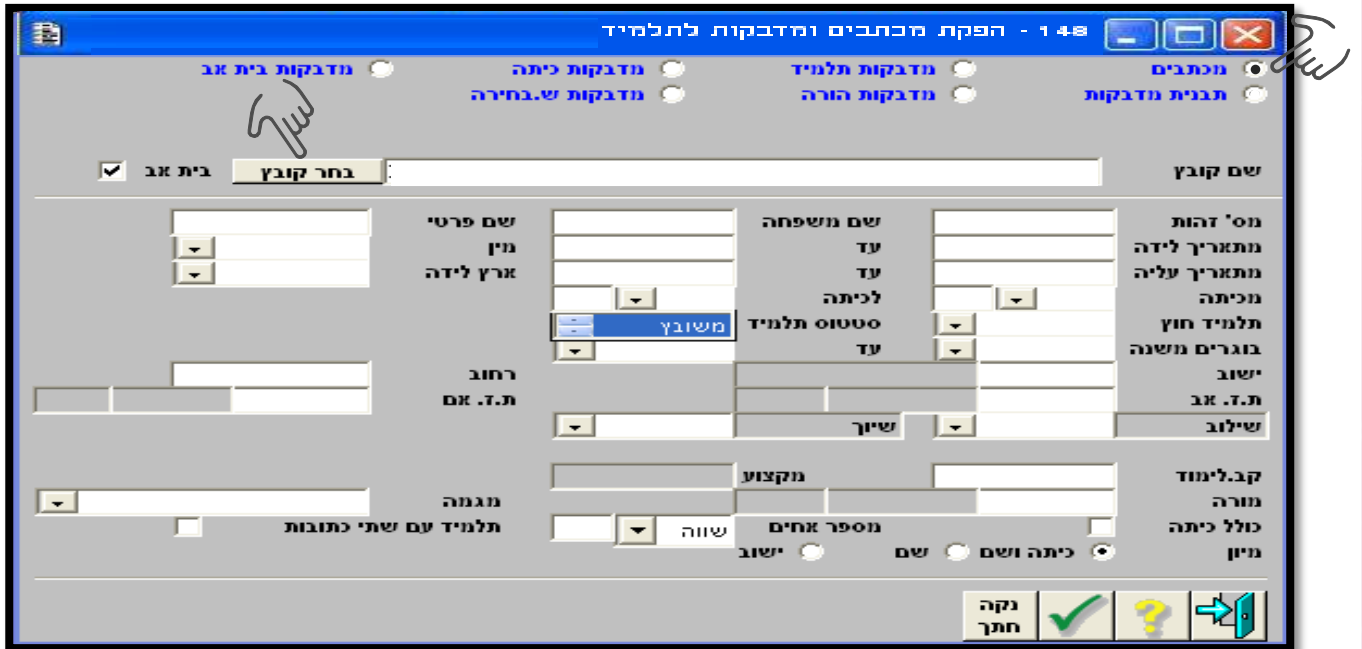 148 - הפקת מכתבים ומדבקות לתלמיד
מכתבים מדבקות תלמיד מדבקות כיתה מדבקות בית אב
תבנית מדבקות מדבקות הורה מדבקות ש.בחירה
שם קובץ : בחר קובץ בית אב
מס' זהות שם משפחה שם פרטי
מתאריך לידה עד מין
מתאריך עליה עד ארץ לידה
מכיתה לכיתה
תלמיד חוץ סטטוס תלמיד משובץ
בוגרים משנה עד
ישוב רחוב
ת.ז. אב ת.ז. אם
שילוב שיוך
קב.לימוד מקצוע
מורה מגמה
כולל כיתה מספר אחים שווה תלמיד עם שתי כתובות
מיון כיתה ושם שם ישוב
נקה
חתך